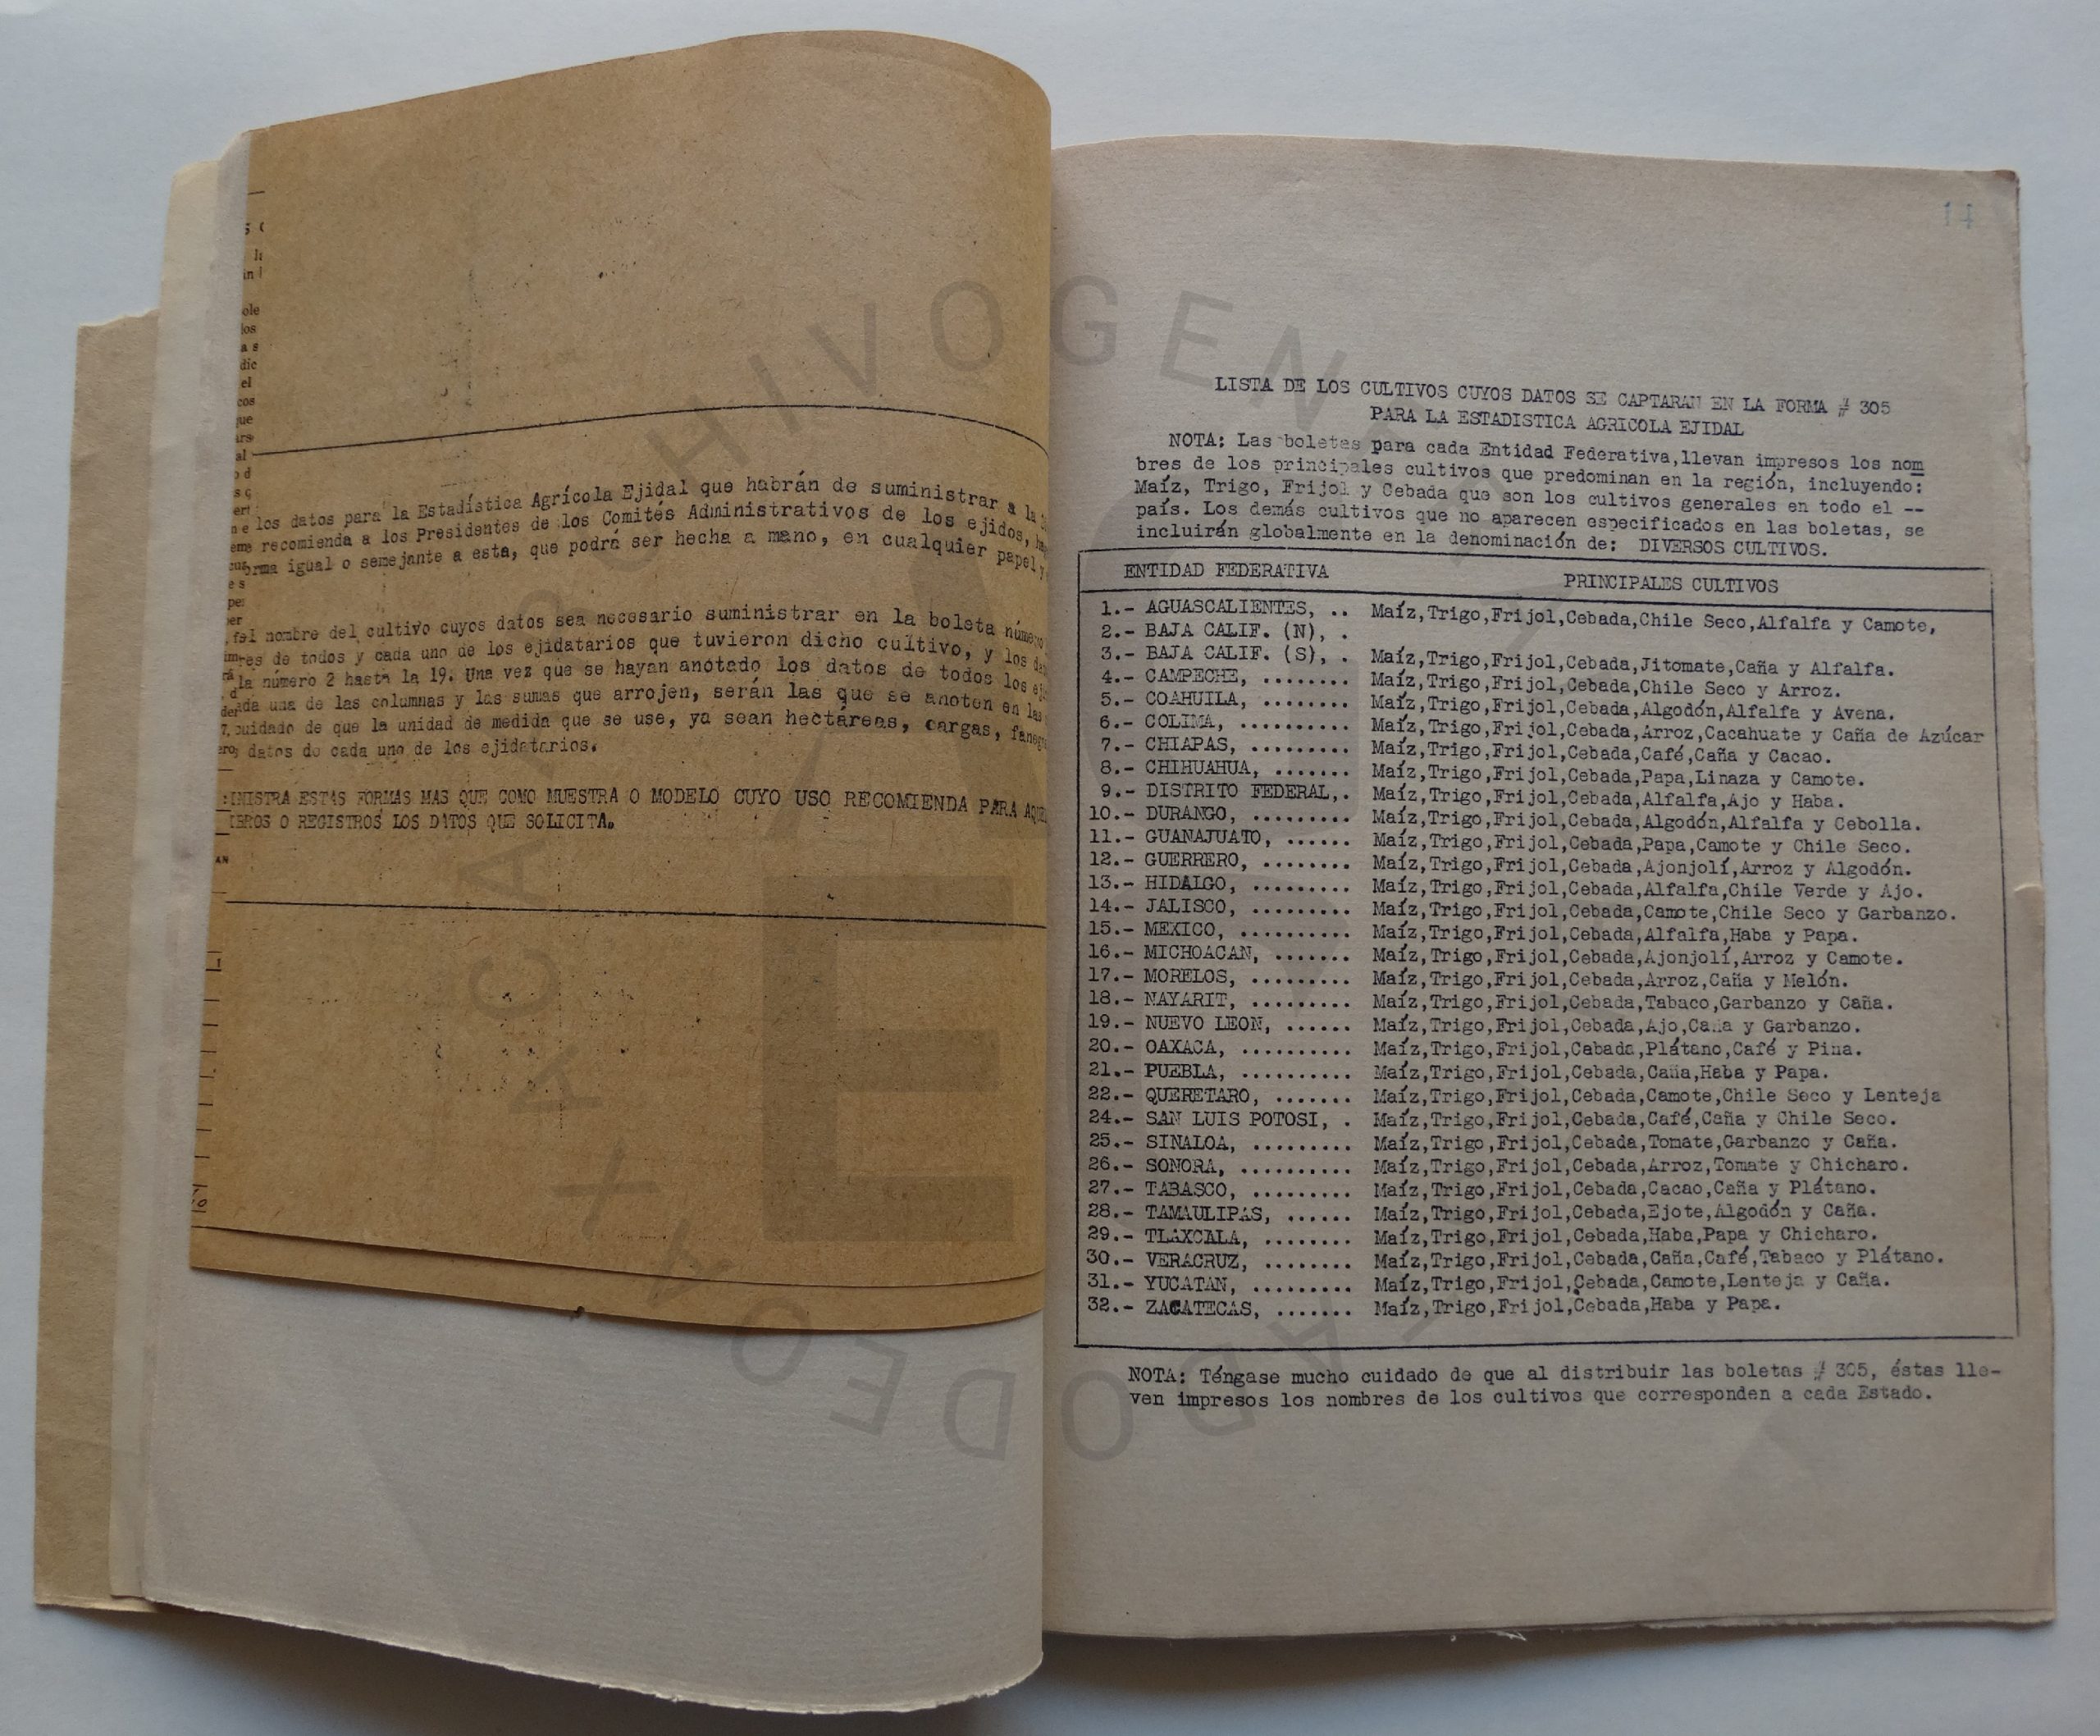 los datos para la Estadística Agrícola Ejidal que habrán de suministrar a la
recomienda a los Presidentes de los Comités Administrativos de los ejidos,
igual o semejante a esta, que podrá ser hecha a mano, en cualquier papel y
nombre del cultivo cuyos datos sea necesario suministrar en la boleta
de todos y cada uno de los ejidatarios que tuvieron dicho cultivo, y los
la número 2 hasta la 19. Una vez que se hayan anotado los datos de todos los
una de las columnas y las sumas que arrojen, serán las que se anoten en las
cuidado de que la unidad de medida que se use, ya sean hectáreas, cargas,
datos de cada uno de los ejidatarios.
ESTAS FORMAS MAS QUE COMO MUESTRA O MODELO CUYO USO RECOMIENDA PARA
O REGISTROS LOS DATOS QUE SOLICITA.
LISTA DE LOS CULTIVOS CUYOS DATOS SE CAPTARAN EN LA FORMA # 305
PARA LA ESTADISTICA AGRICOLA EJIDAL
NOTA: Las boletas para cada Entidad Federativa,llevan impresos los nom
bres de los principales cultivos que predominan en la región, incluyendo:
Maíz, Trigo, Frijol y Cebada que son los cultivos generales en todo el --
país. Los demás cultivos que no aparecen especificados en las boletas, se
incluirán globalmente en la denominación de: DIVERSOS CULTIVOS.
ENTIDAD FEDERATIVA PRINCIPALES CULTIVOS
1.- AGUASCALIENTES, .. Maíz,Trigo,Frijol,Cebada,Chile Seco,Alfalfa y Camote,
2.- BAJA CALIF. (N), .
3.- BAJA CALIF. (S), . Maíz,Trigo,Frijol,Cebada,Jitomate,Caña y Alfalfa.
4.- CAMPECHE, ........ Maíz,Trigo,Frijol,Cebada,Chile Seco y Arroz.
5.- COAHUILA, ........ Maíz,Trigo,Frijol,Cebada,Algodón,Alfalfa y Avena.
6.- COLIMA, .......... Maíz,Trigo,Frijol,Cebada,Arroz,Cacahuate y Caña de Azúcar
7.- CHIAPAS, ......... Maíz,Trigo,Frijol,Cebada,Café,Caña y Cacao.
8.- CHIHUAHUA, ....... Maíz,Trigo,Frijol,Cebada,Papa,Linaza y Camote.
9.- DISTRITO FEDERAL,. Maíz,Trigo,Frijol,Cebada,Alfalfa,Ajo y Haba.
10.- DURANGO, ......... Maíz,Trigo,Frijol,Cebada,Algodón,Alfalfa y Cebolla.
11.- GUANAJUATO, ...... Maíz,Trigo,Frijol,Cebada,Papa,Camote y Chile Seco.
12.- GUERRERO, ........ Maíz,Trigo,Frijol,Cebada,Ajonjolí,Arroz y Algodón.
13.- HIDALGO, ......... Maíz,Trigo,Frijol,Cebada,Alfalfa,Chile Verde y Ajo.
14.- JALISCO, ......... Maíz,Trigo,Frijol,Cebada,Camote,Chile Seco y Garbanzo.
15.- MEXICO, .......... Maíz,Trigo,Frijol,Cebada,Alfalfa,Haba y Papa.
16.- MICHOACAN, ....... Maíz,Trigo,Frijol,Cebada,Ajonjolí,Arroz y Camote.
17.- MORELOS, ......... Maíz,Trigo,Frijol,Cebada,Arroz,Caña y Melón.
18.- NAYARIT, ......... Maíz,Trigo,Frijol,Cebada,Tabaco,Garbanzo y Caña.
19.- NUEVO LEON, ...... Maíz,Trigo,Frijol,Cebada,Ajo,Caña y Garbanzo.
20.- OAXACA, .......... Maíz,Trigo,Frijol,Cabada,Plátano,Café y Pina.
21.- PUEBLA, .......... Maíz,Trigo,Frijol,Cebada,Caña,Haba y Papa.
22.- QUERETARO, ....... Maíz,Trigo,Frijol,Cebada,Camote,Chile Seco y Lenteja
24.- SAN LUIS POTOSI, . Maíz,Trigo,Frijol,Cebada,Café,Caña y Chile Seco.
25.- SINALOA, ......... Maíz,Trigo,Frijol,Cebada,Tomate,Garbanzo y Caña.
26.- SONORA, .......... Maíz,Trigo,Frijol,Cebada,Arroz,Tomate y Chicharo.
27.- TABASCO, ......... Maíz,Trigo,Frijol,Cebada,Cacao,Caña y Plátano.
28.- TAMAULIPAS, ...... Maíz,Trigo,Frijol,Cebada,Ejote,Algodón y Caña.
29.- TLAXCALA, ........ Maíz,Trigo,Frijol,Cebada,Haba,Papa y Chicharo.
30.- VERACRUZ, ........ Maíz,Trigo,Frijol,Cebada,Caña,Café,Tabaco y Plátano.
31.- YUCATAN, ......... Maíz,Trigo,Frijol,Cebada,Camote,Lenteja y Caña.
32.- ZACATECAS, ....... Maíz,Trigo,Frijol,Cebada,Haba y Papa.
NOTA: Téngase mucho cuidado de que al distribuir las boletas # 305, éstas lle-
ven impresos los nombres de los cultivos que corresponden a cada Estado.